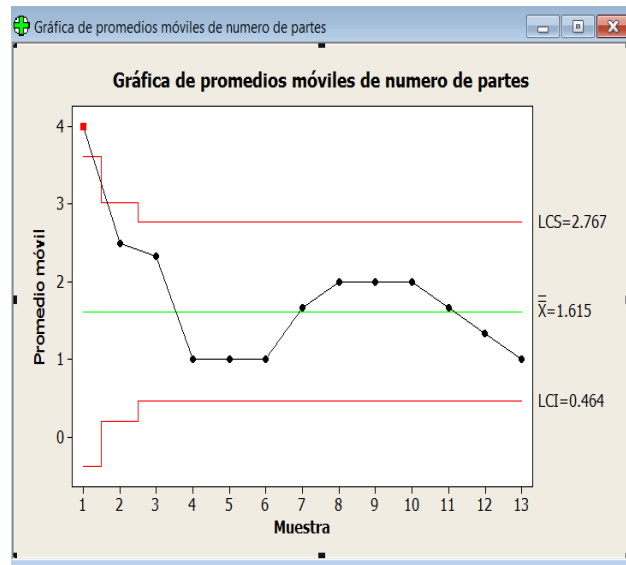 Gráfica de promedios móviles de numero de partes
Gráfica de promedios móviles de numero de partes
4
3
2
1
0
Promedio móvil
LCS=2.767
X=1.615
LCI=0.464
1 2 3 4 5 6 7 8 9 10 11 12 13
Muestra